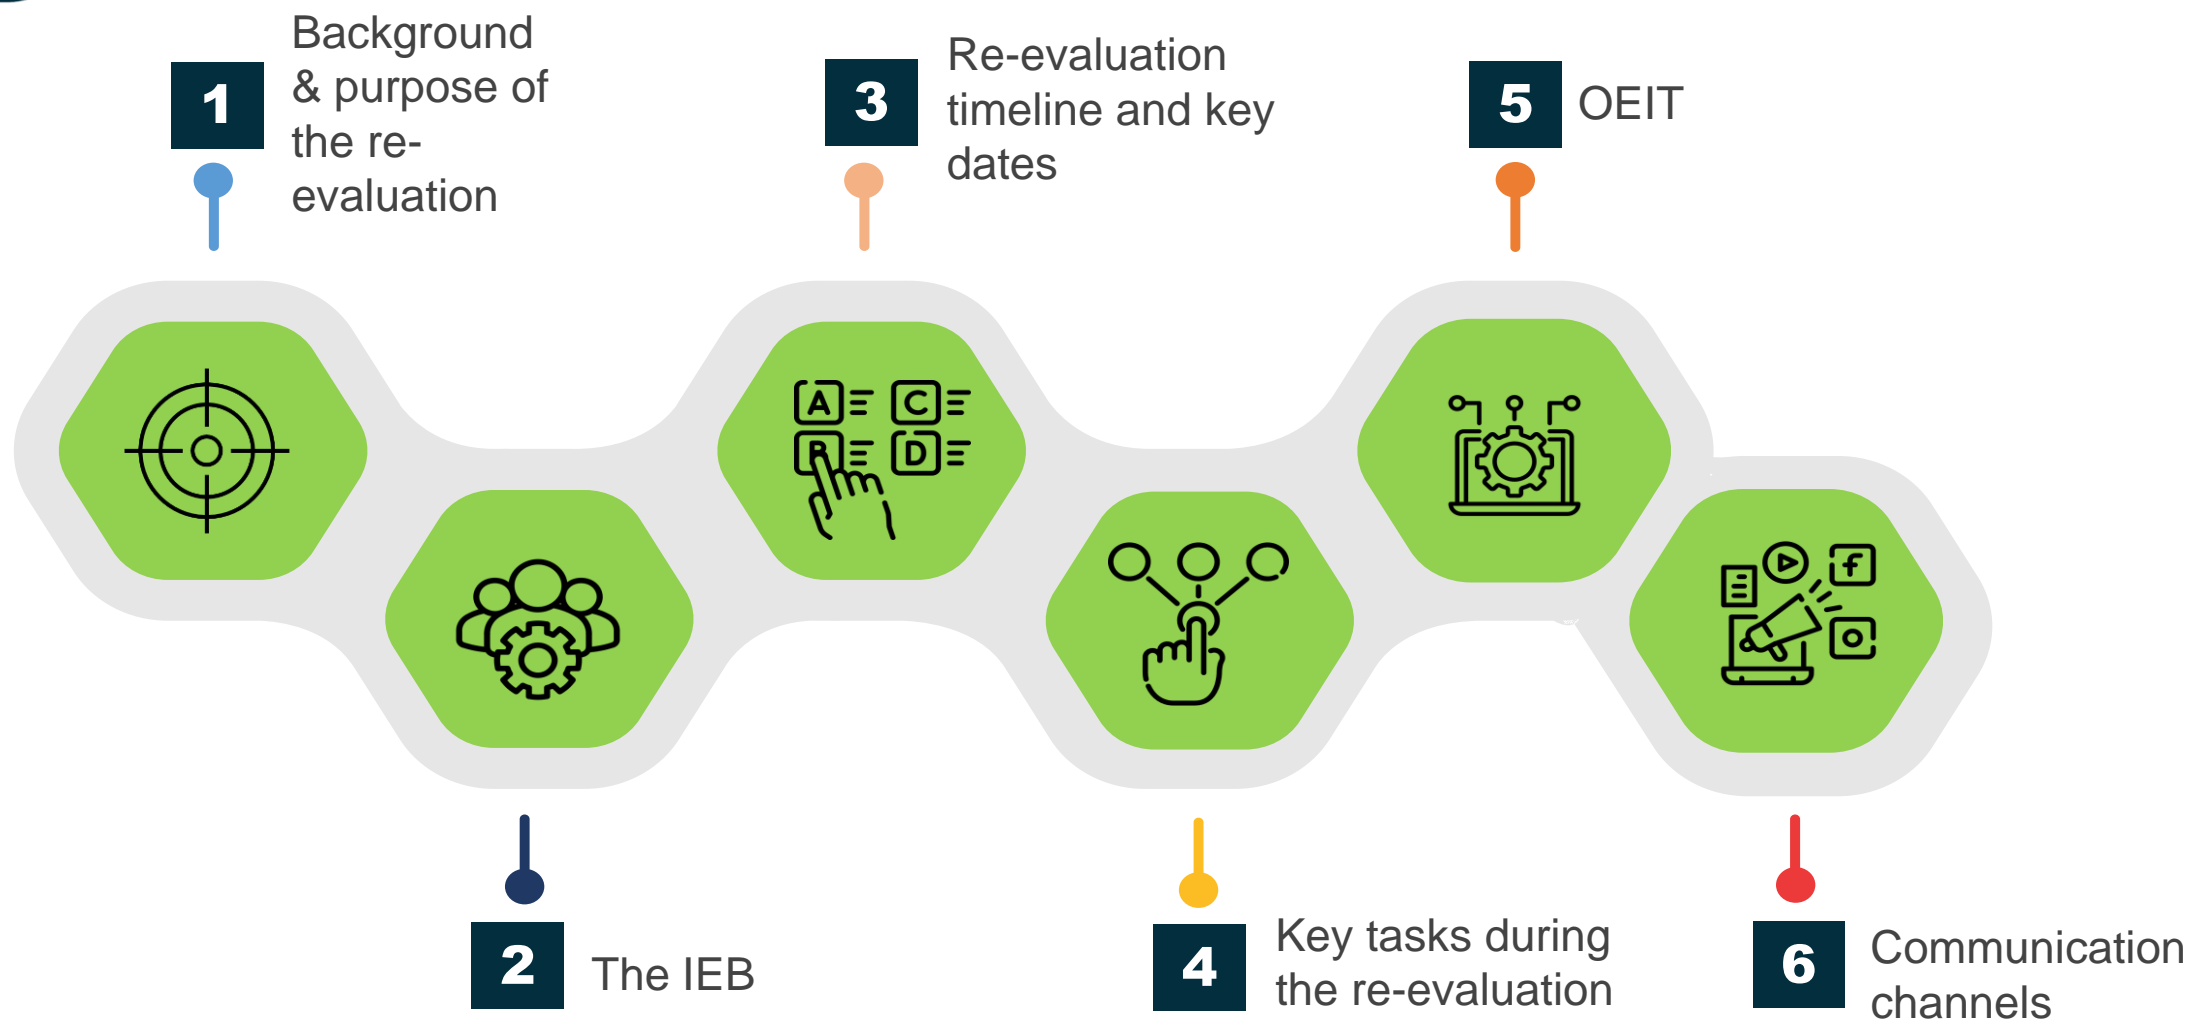 1
Background
& purpose of
the re-
evaluation
2
The IEB
3
Re-evaluation
timeline and key
dates
4
Key tasks during
the re-evaluation
5
OEIT
6
Communication
channels
A
C
B
D
f